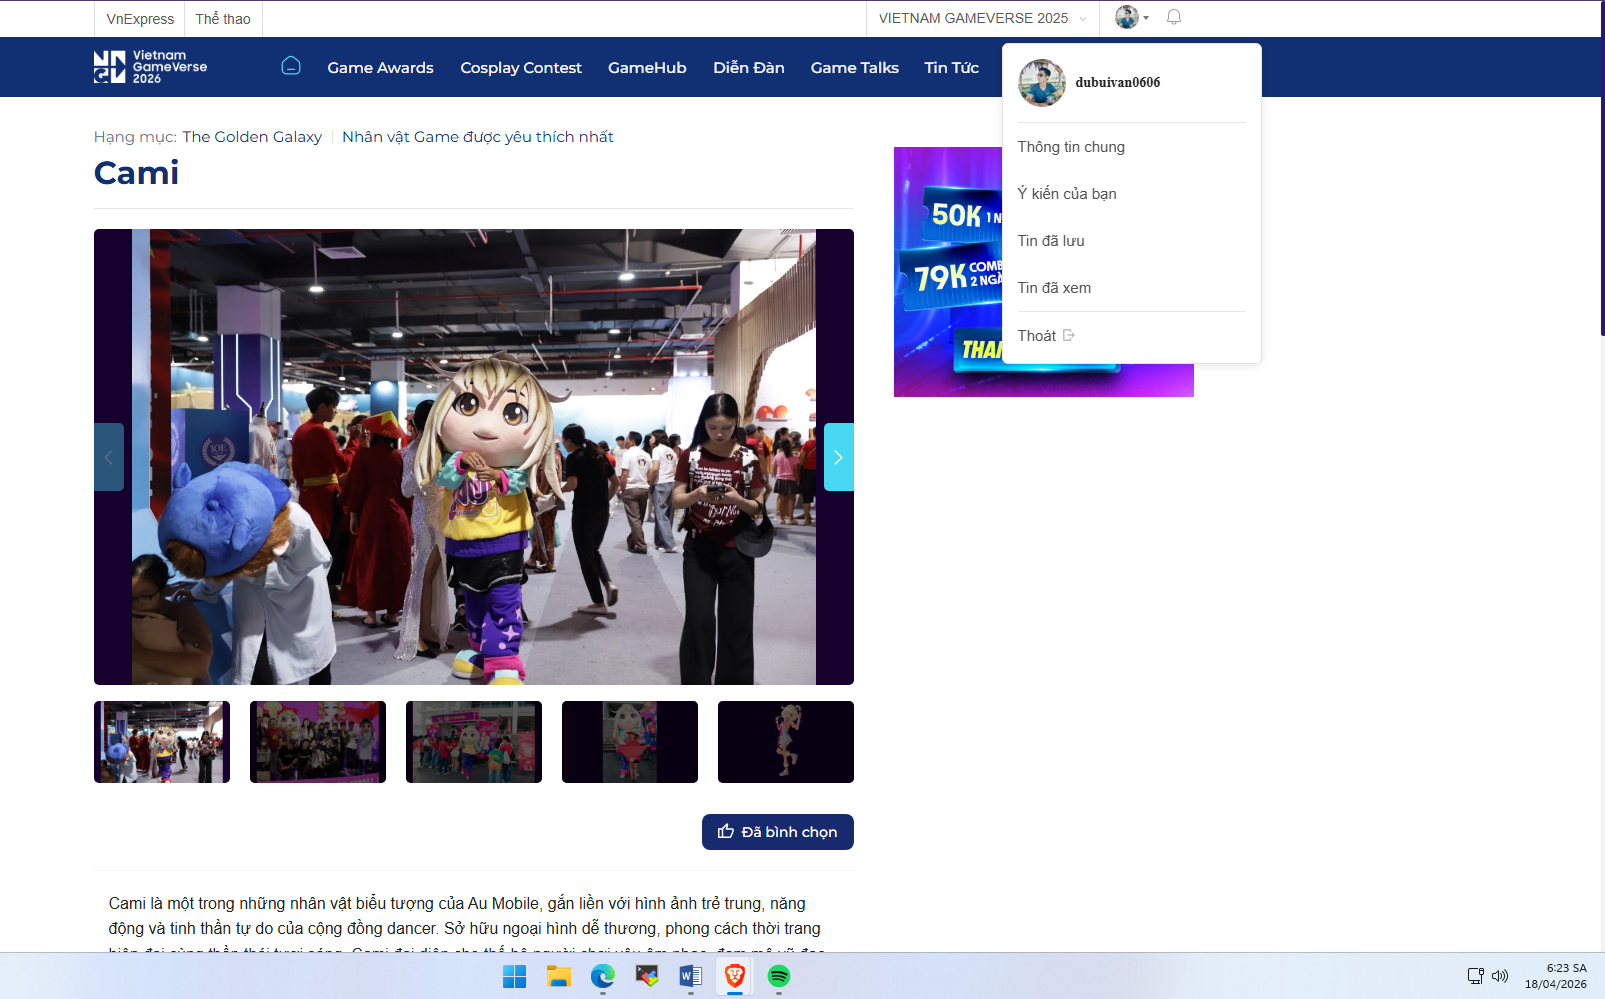 VnExpress
Thể thao
VIETNAM GAMEVERSE 2025
Vietnam
GameVerse
2026
Game Awards
Cosplay Contest
GameHub
Diễn Đàn
Game Talks
Tin Tức
dubuivan0606
Thông tin chung
Ý kiến của bạn
Tin đã lưu
Tin đã xem
Thoát
Hạng mục: The Golden Galaxy
Nhân vật Game được yêu thích nhất
Cami
50K 1 N
79K COMB
2 NGÀ
Đã bình chọn
Cami là một trong những nhân vật biểu tượng của Au Mobile, gắn liền với hình ảnh trẻ trung, năng
động và tinh thần tự do của cộng đồng dancer. Sở hữu ngoại hình dễ thương, phong cách thời trang
6:23 SA
18/04/2026